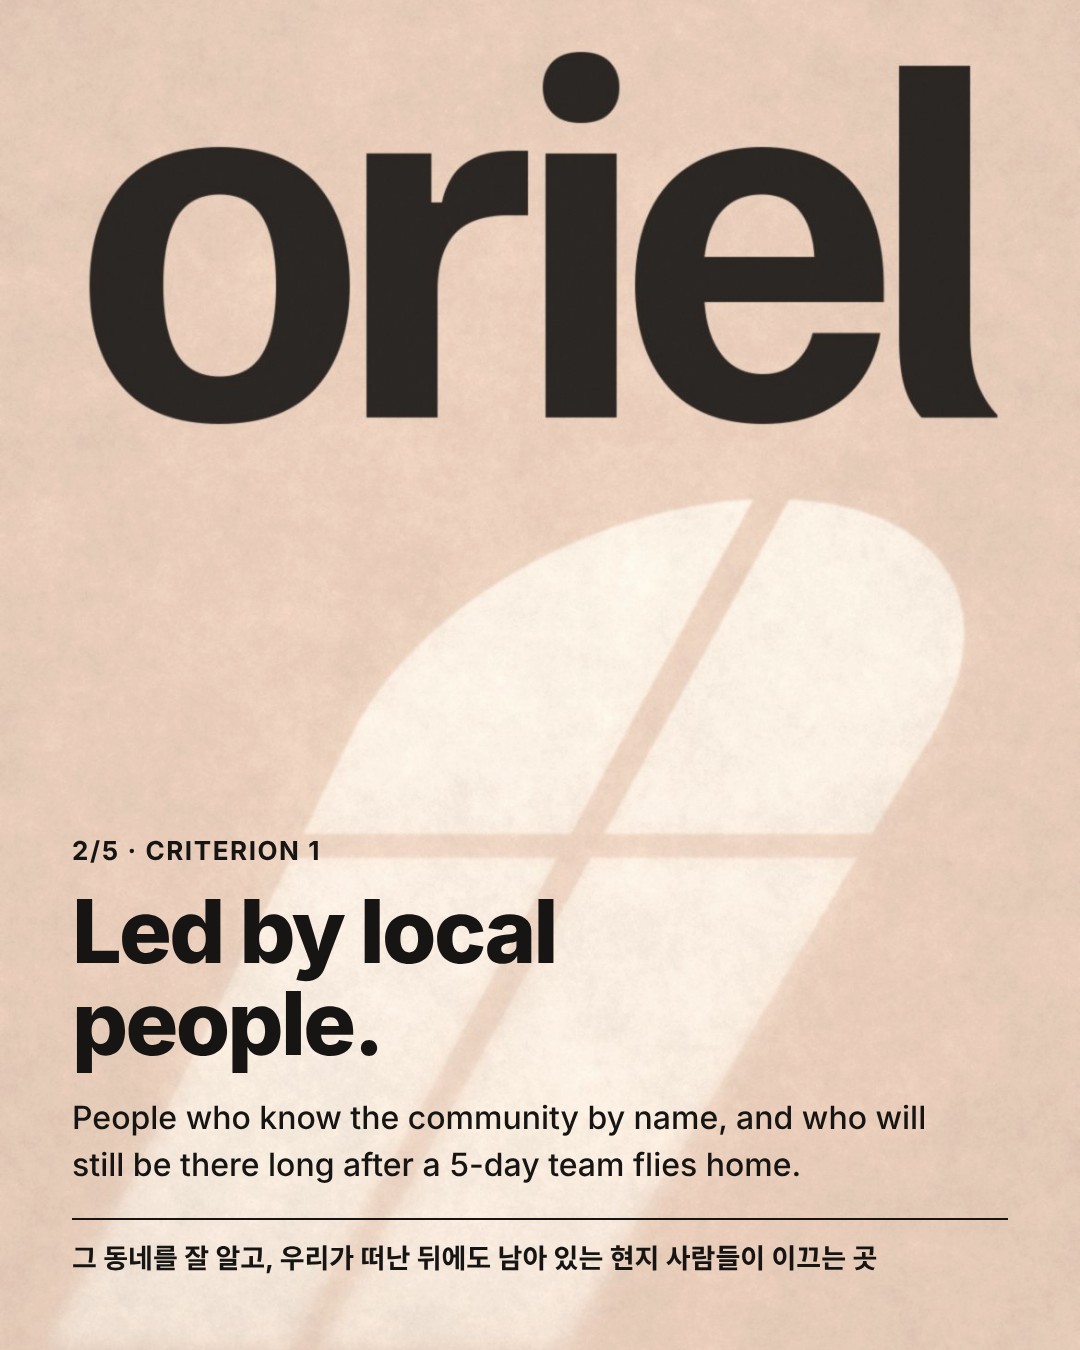 oriel
2/5 · CRITERION 1
Led by local
people.
People who know the community by name, and who will
still be there long after a 5-day team flies home.
그 동네를 잘 알고, 우리가 떠난 뒤에도 남아 있는 현지 사람들이 이끄는 곳